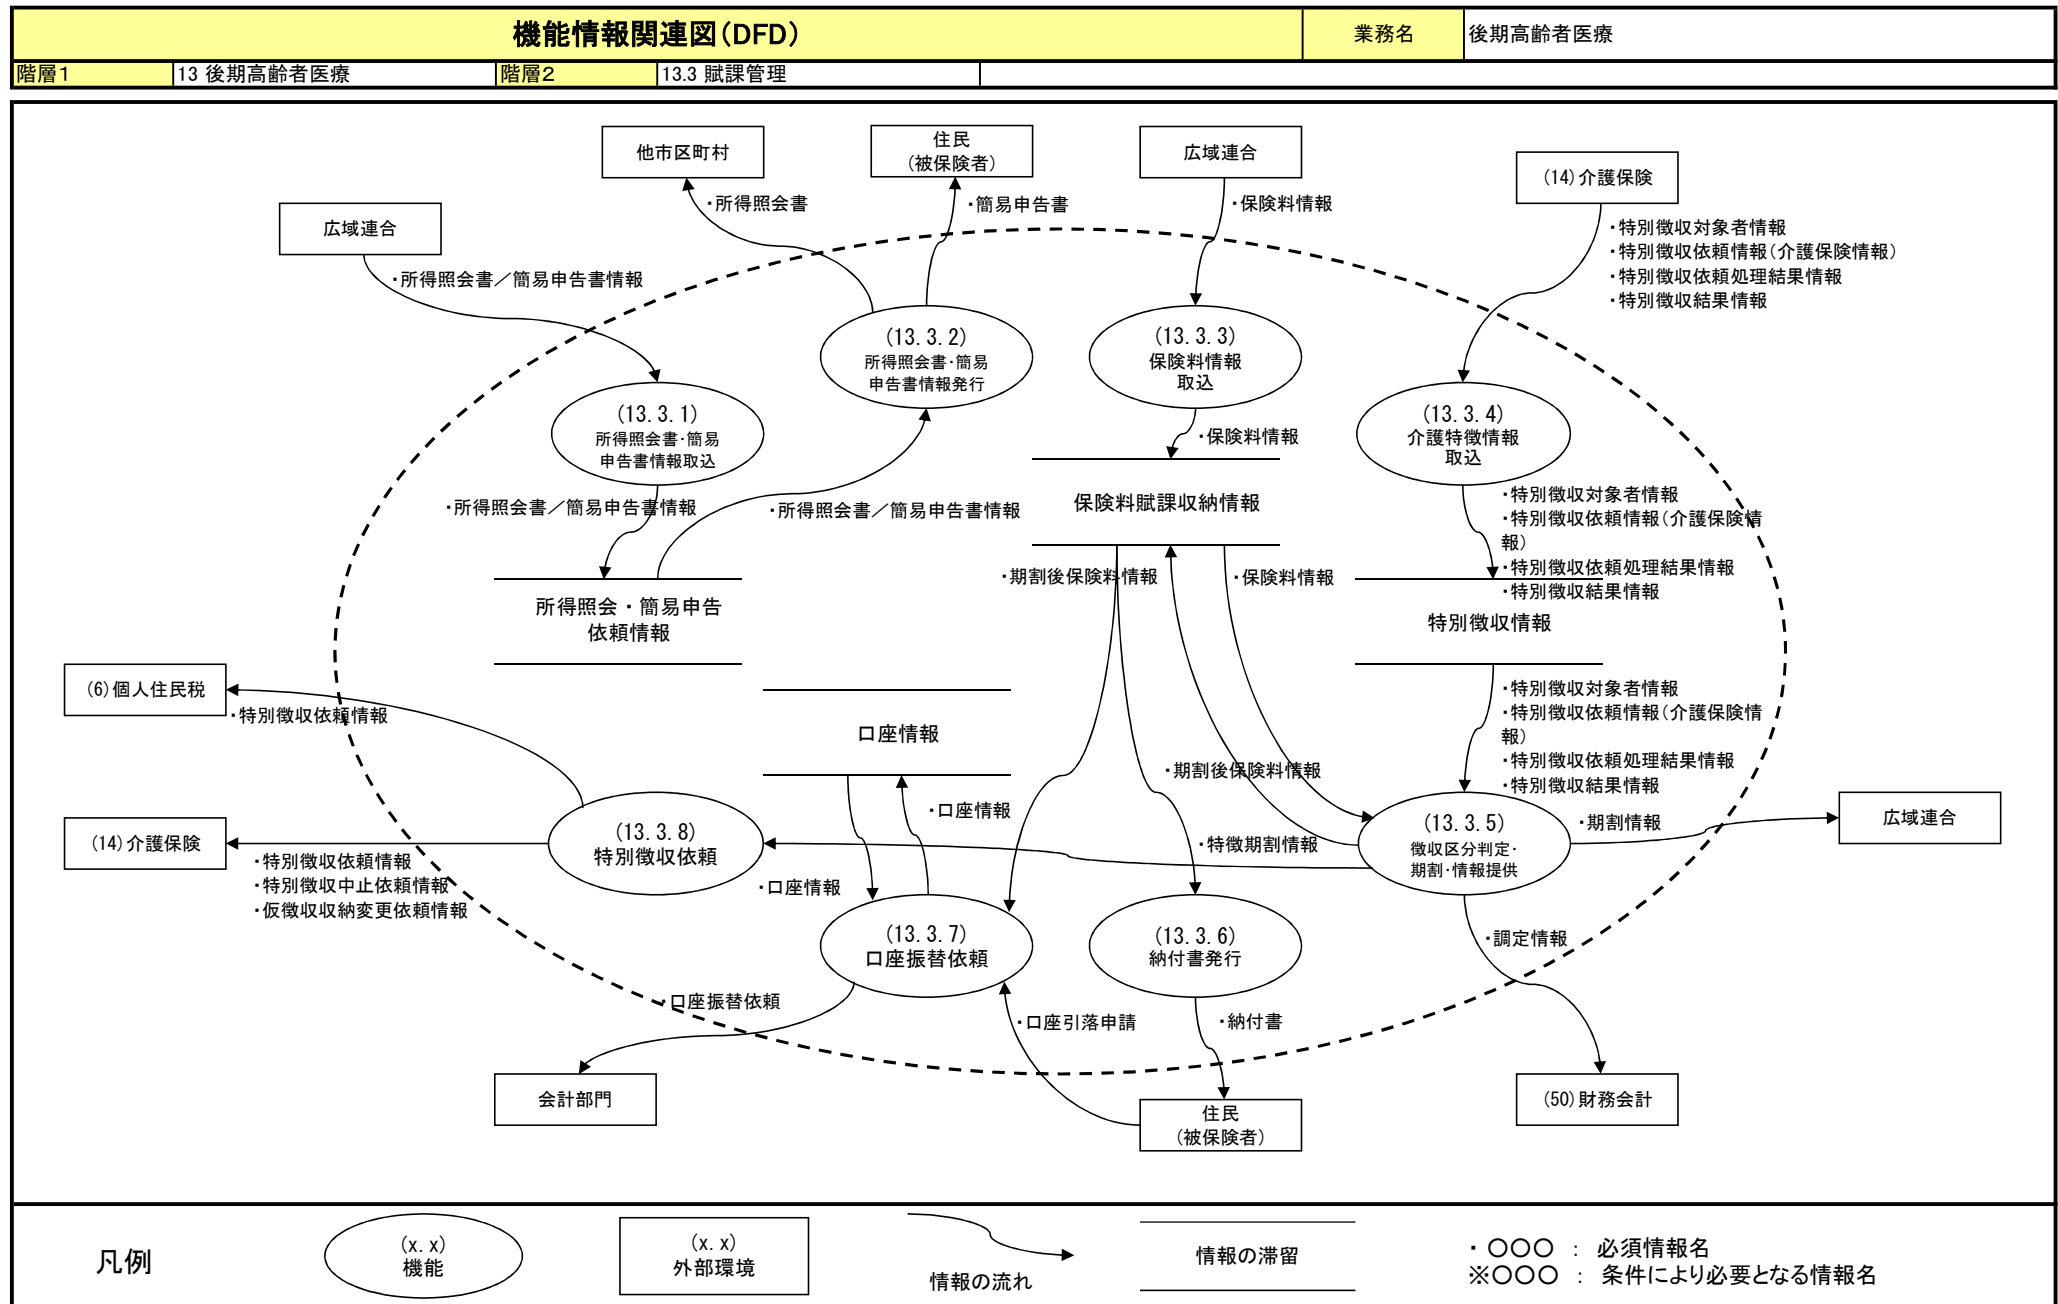 機能情報関連図(DFD)
業務名
後期高齢者医療
階層1
13 後期高齢者医療
階層2
13.3 賦課管理
他市区町村
住民
(被保険者)
広域連合
(14)介護保険
広域連合
・所得照会書
・簡易申告書
・保険料情報
・特別徴収対象者情報
・特別徴収依頼情報(介護保険情報)
・特別徴収依頼処理結果情報
・特別徴収結果情報
・所得照会書／簡易申告書情報
(13.3.2)
所得照会書・簡易
申告書情報発行
(13.3.3)
保険料情報
取込
(13.3.1)
所得照会書・簡易
申告書情報取込
(13.3.4)
介護特徴情報
取込
・保険料情報
・所得照会書／簡易申告書情報
・所得照会書／簡易申告書情報
保険料賦課収納情報
・特別徴収対象者情報
・特別徴収依頼情報(介護保険情
報)
・特別徴収依頼処理結果情報
・特別徴収結果情報
・期割後保険料情報
・保険料情報
所得照会・簡易申告
依頼情報
特別徴収情報
(6)個人住民税
・特別徴収依頼情報
口座情報
・特別徴収対象者情報
・特別徴収依頼情報(介護保険情
報)
・特別徴収依頼処理結果情報
・特別徴収結果情報
・期割後保険料情報
・口座情報
(14)介護保険
(13.3.8)
特別徴収依頼
・特徴期割情報
(13.3.5)
徴収区分判定・
期割・情報提供
・期割情報
広域連合
・特別徴収依頼情報
・特別徴収中止依頼情報
・仮徴収収納変更依頼情報
・口座情報
(13.3.7)
口座振替依頼
(13.3.6)
納付書発行
・調定情報
・口座振替依頼
・口座引落申請
・納付書
会計部門
住民
(被保険者)
(50)財務会計
凡例
(x.x)
機能
(x.x)
外部環境
情報の流れ
情報の滞留
・ 〇〇〇 ： 必須情報名
※〇〇〇 ： 条件により必要となる情報名